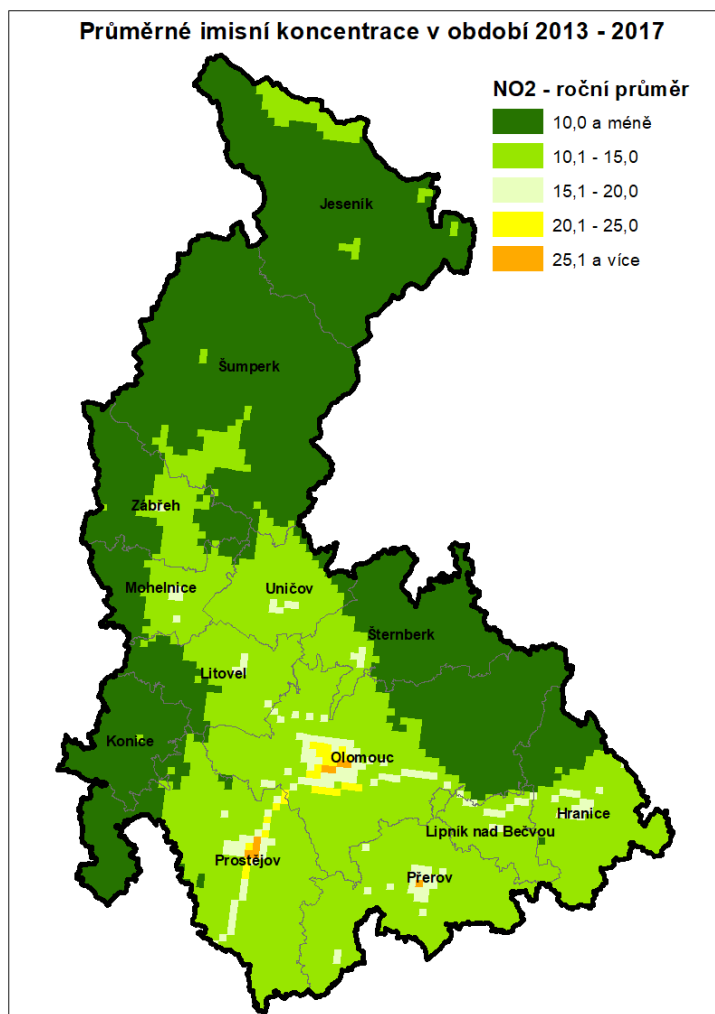 Průměrné imisní koncentrace v období 2013 - 2017
NO2 - roční průměr
10,0 a méně
10,1 - 15,0
15,1 - 20,0
20,1 - 25,0
25,1 a více
Jeseník
Šumperk
Zábřeh
Mohelnice
Uničov
Šternberk
Litovel
Konice
Olomouc
Hranice
Lipník nad Bečvou
Prostějov
Přerov